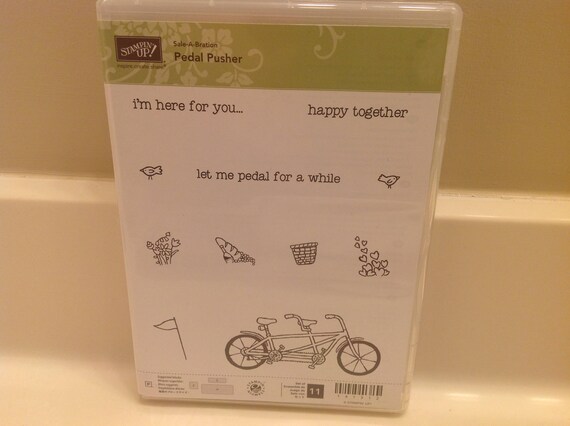 STAMPIN' UP!
Sale-A-Bration
Pedal Pusher
i'm here for you...
happy together
let me pedal for a while
11